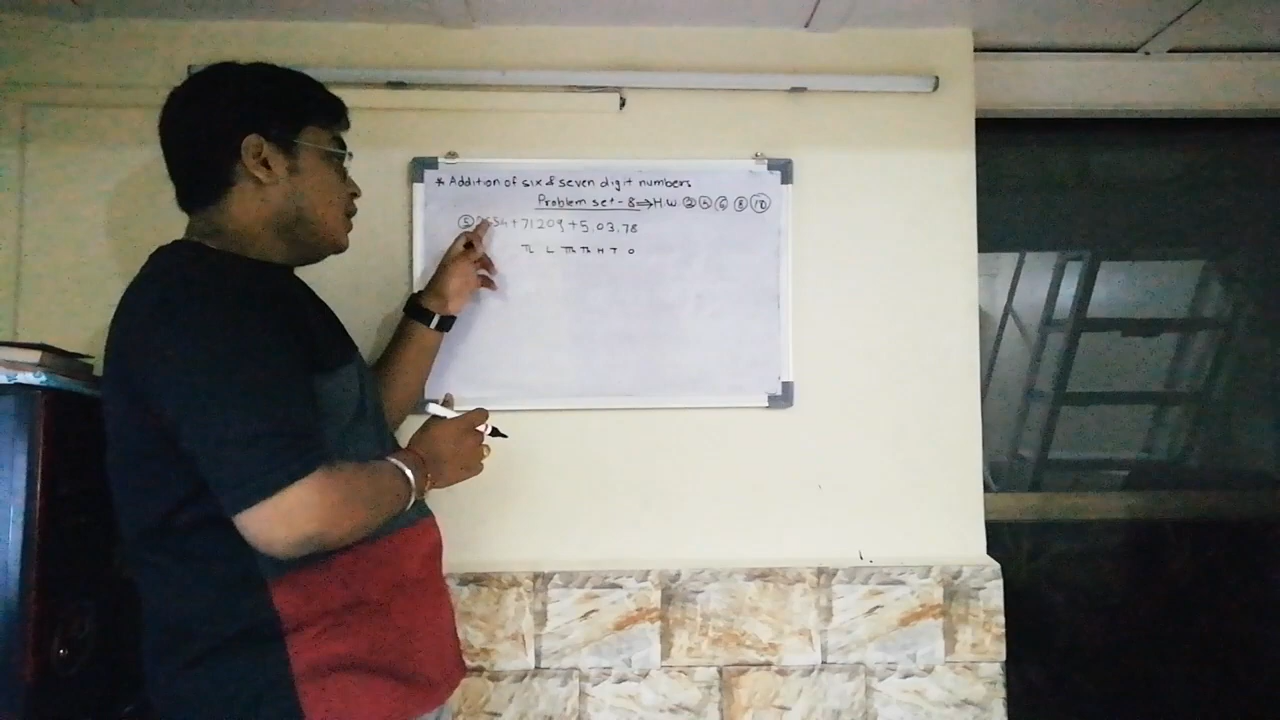 * Addition of six & seven digit numbers
Problem set - 8 ⇒ H.W. ② ④ ⑥ ⑧ ⑩
⑤ + 71209 + 5,03,78
TL L TTh Th H T O